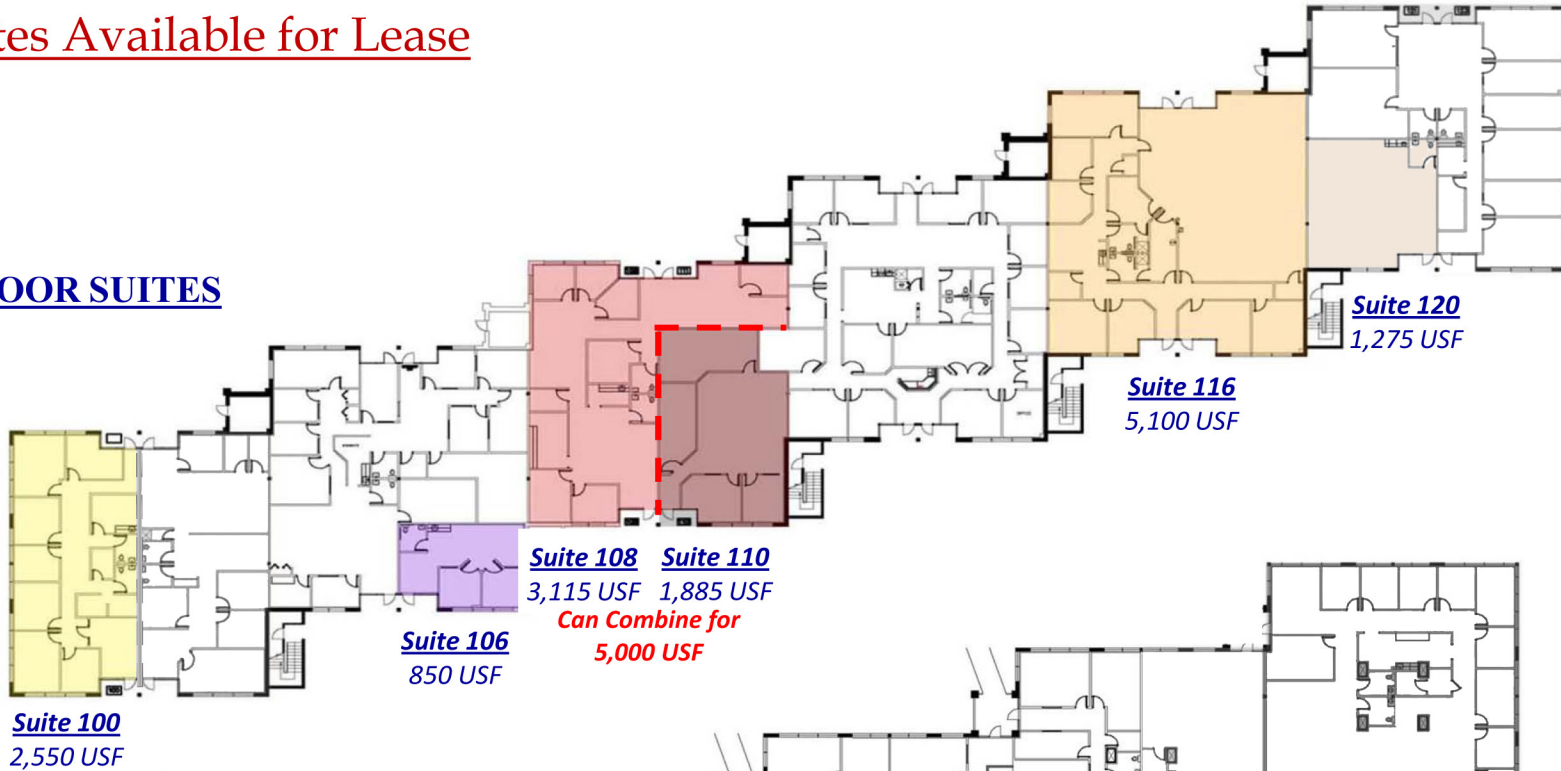 tes Available for Lease
OOR SUITES
Suite 120
1,275 USF
Suite 116
5,100 USF
Suite 108
3,115 USF
Suite 110
1,885 USF
Can Combine for
5,000 USF
Suite 106
850 USF
Suite 100
2,550 USF